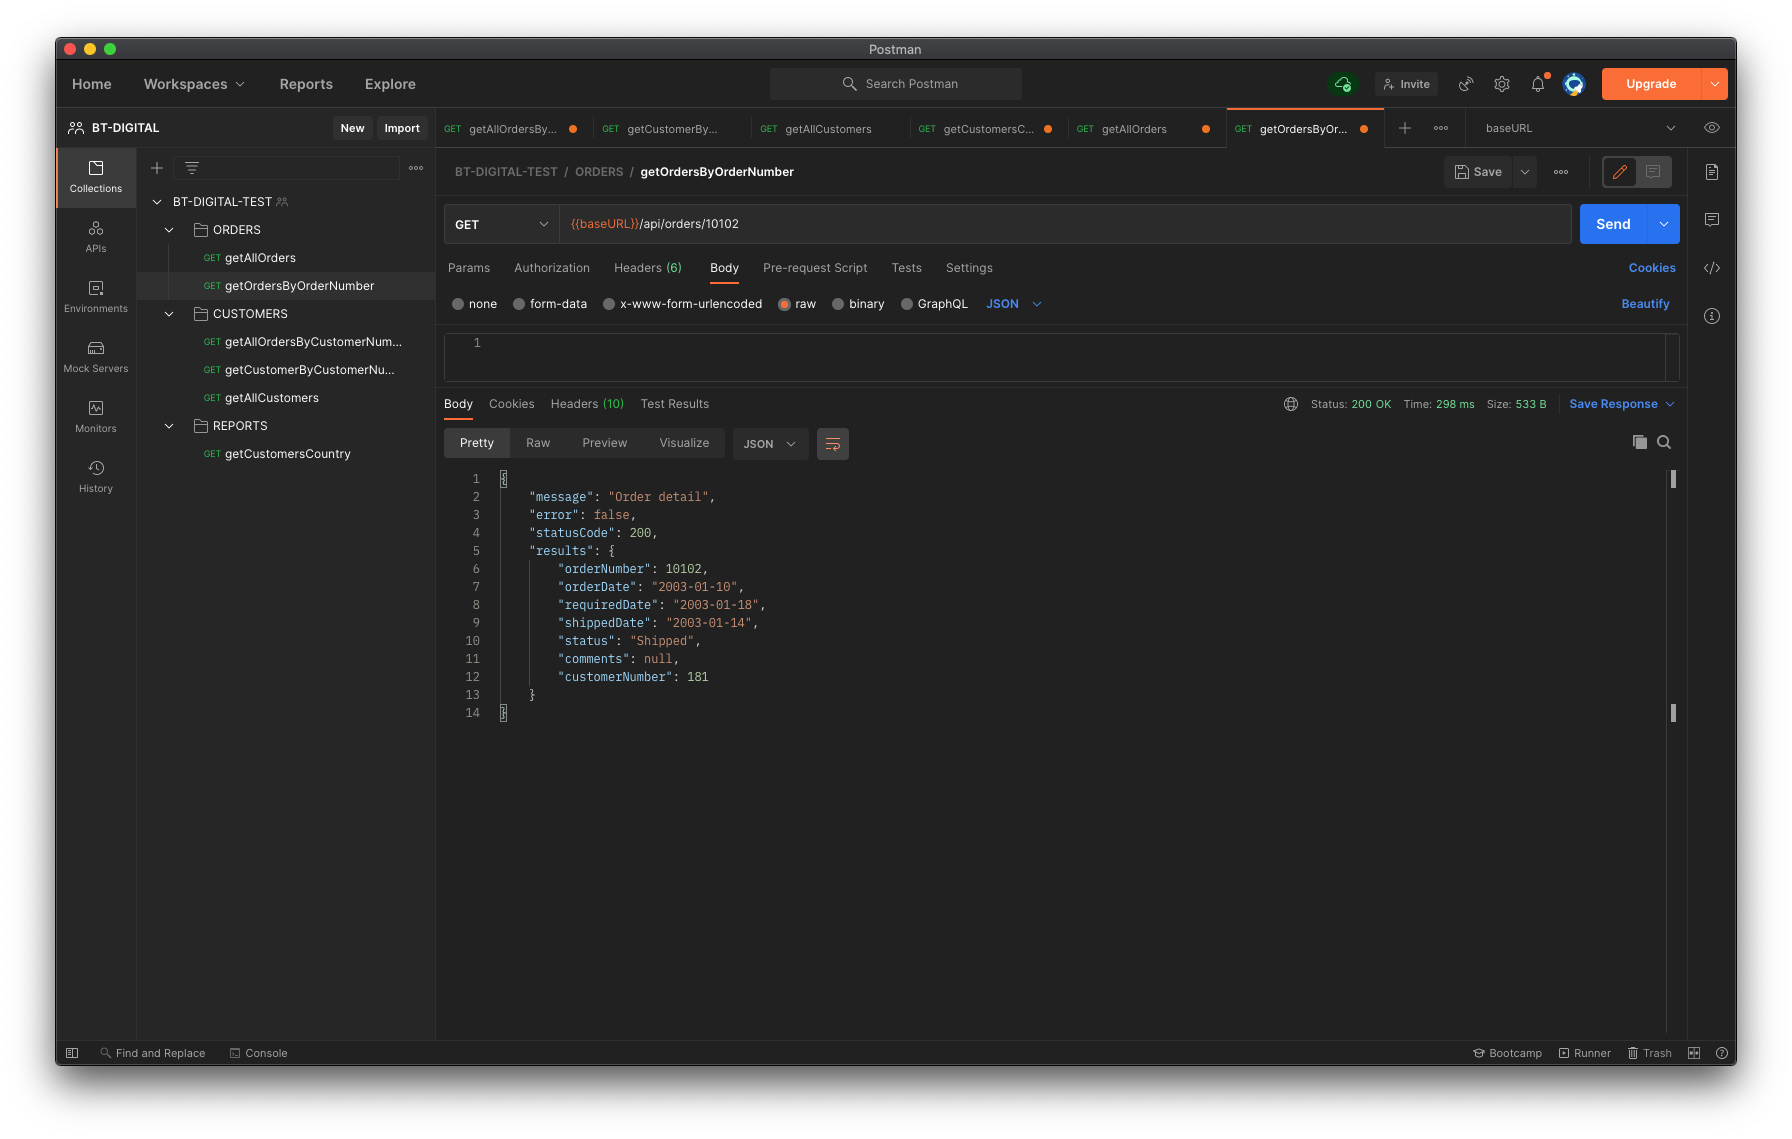 Postman
Home Workspaces Reports Explore Search Postman Invite Upgrade
BT-DIGITAL New Import
GET getAllOrdersBy... GET getCustomerBy... GET getAllCustomers GET getCustomersC... GET getAllOrders GET getOrdersByOr... baseURL
Collections
APIs
Environments
Mock Servers
Monitors
History
BT-DIGITAL-TEST
ORDERS
GET getAllOrders
GET getOrdersByOrderNumber
CUSTOMERS
GET getAllOrdersByCustomerNum...
GET getCustomerByCustomerNu...
GET getAllCustomers
REPORTS
GET getCustomersCountry
BT-DIGITAL-TEST / ORDERS / getOrdersByOrderNumber Save
GET {{baseURL}}/api/orders/10102 Send
Params Authorization Headers (6) Body Pre-request Script Tests Settings Cookies
none form-data x-www-form-urlencoded raw binary GraphQL JSON Beautify
1
Body Cookies Headers (10) Test Results Status: 200 OK Time: 298 ms Size: 533 B Save Response
Pretty Raw Preview Visualize JSON
1 {
2 "message": "Order detail",
3 "error": false,
4 "statusCode": 200,
5 "results": {
6 "orderNumber": 10102,
7 "orderDate": "2003-01-10",
8 "requiredDate": "2003-01-18",
9 "shippedDate": "2003-01-14",
10 "status": "Shipped",
11 "comments": null,
12 "customerNumber": 181
13 }
14 }
Find and Replace Console Bootcamp Runner Trash